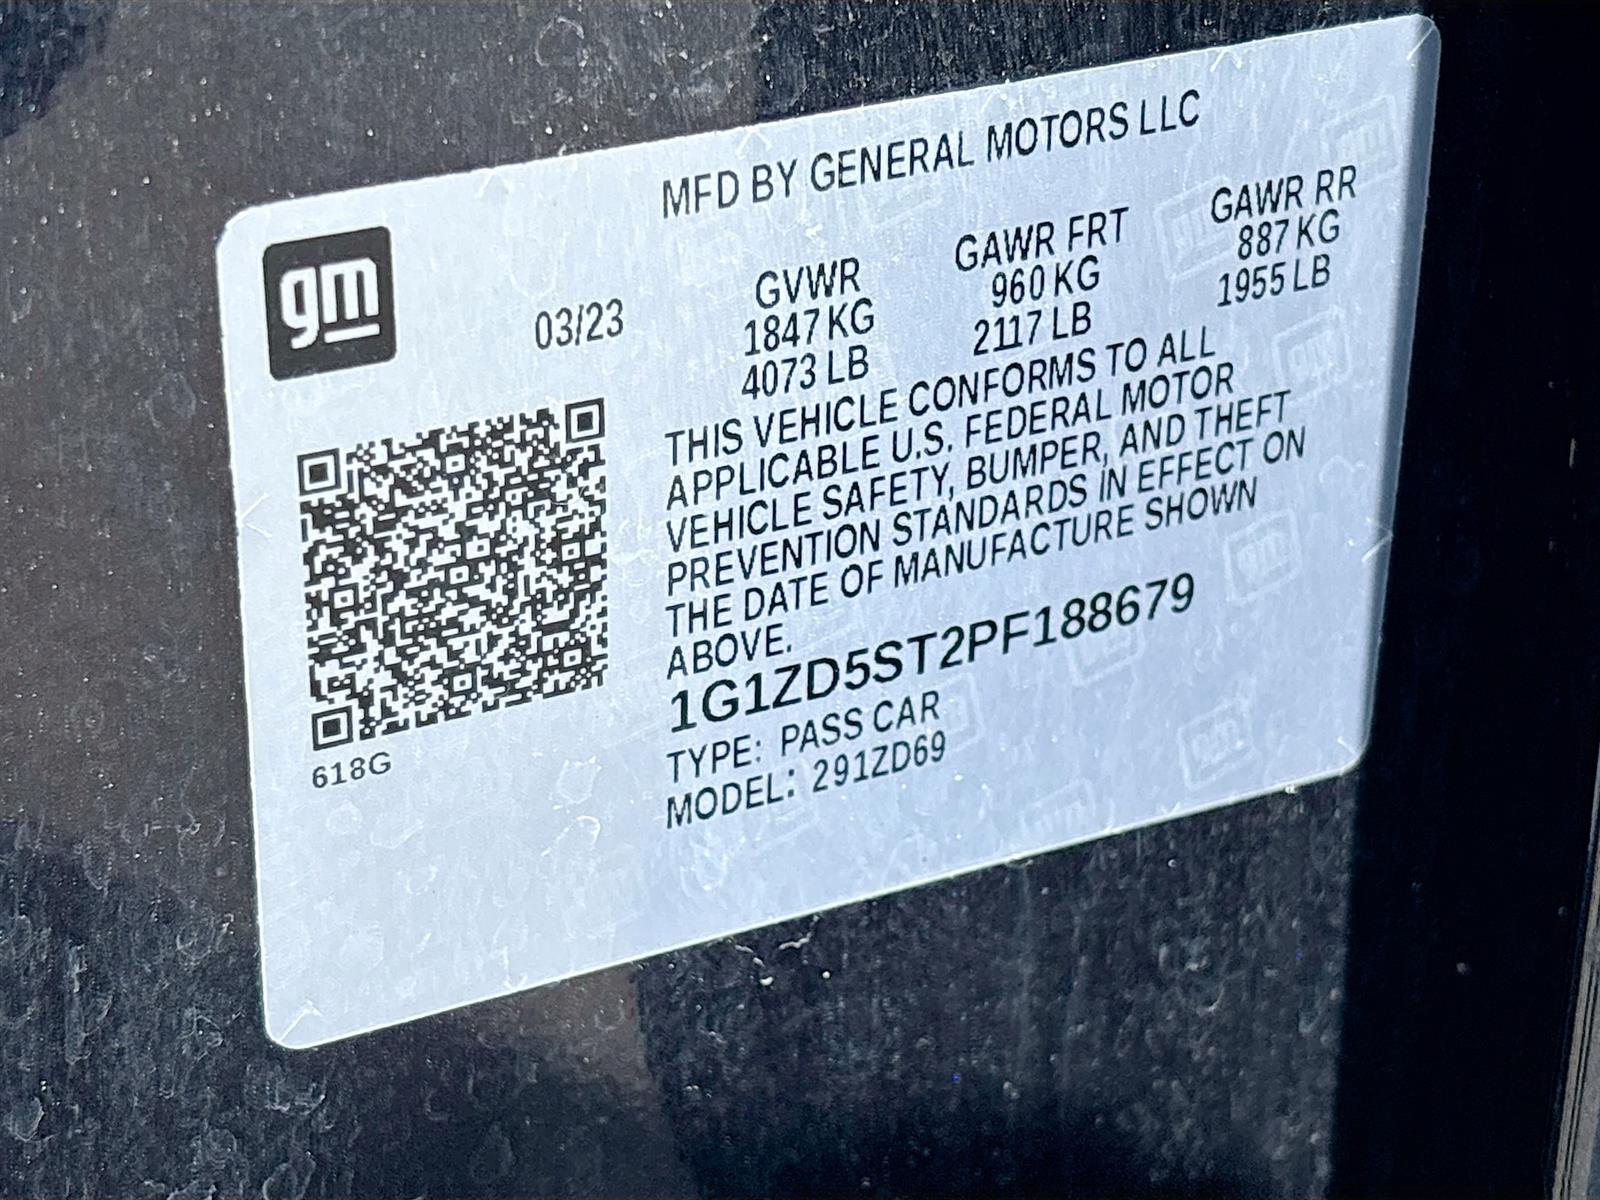 MFD BY GENERAL MOTORS LLC
gm
03/23
GVWR GAWR FRT GAWR RR
1847 KG 960 KG 887 KG
4073 LB 2117 LB 1955 LB
THIS VEHICLE CONFORMS TO ALL
APPLICABLE U.S. FEDERAL MOTOR
VEHICLE SAFETY, BUMPER, AND THEFT
PREVENTION STANDARDS IN EFFECT ON
THE DATE OF MANUFACTURE SHOWN
ABOVE.
1G1ZD5ST2PF188679
TYPE: PASS CAR
MODEL: 291ZD69
618G